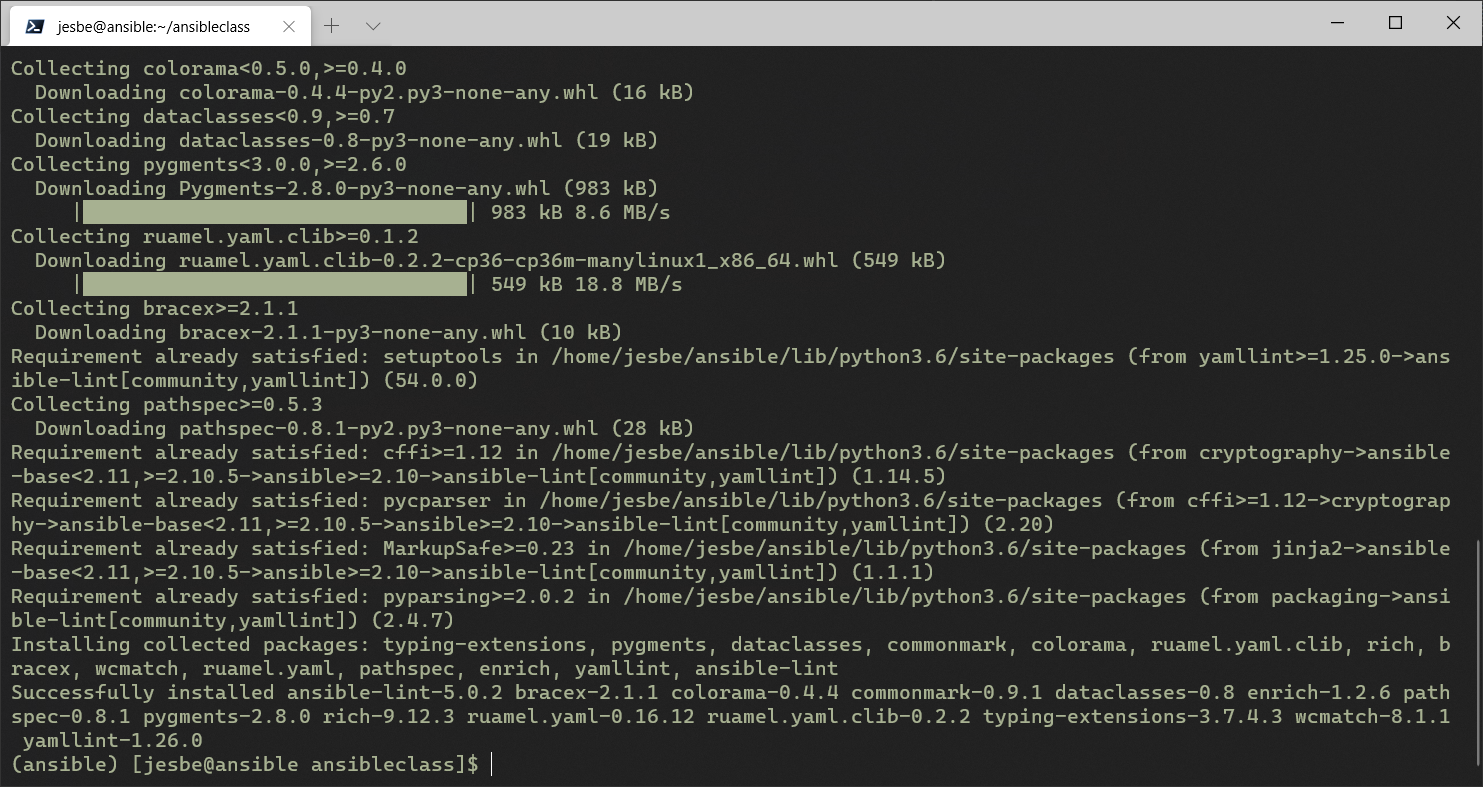 jesbe@ansible:~/ansibleclass
Collecting colorama<0.5.0,>=0.4.0
  Downloading colorama-0.4.4-py2.py3-none-any.whl (16 kB)
Collecting dataclasses<0.9,>=0.7
  Downloading dataclasses-0.8-py3-none-any.whl (19 kB)
Collecting pygments<3.0.0,>=2.6.0
  Downloading Pygments-2.8.0-py3-none-any.whl (983 kB)
     |████████████████████████████████| 983 kB 8.6 MB/s
Collecting ruamel.yaml.clib>=0.1.2
  Downloading ruamel.yaml.clib-0.2.2-cp36-cp36m-manylinux1_x86_64.whl (549 kB)
     |████████████████████████████████| 549 kB 18.8 MB/s
Collecting bracex>=2.1.1
  Downloading bracex-2.1.1-py3-none-any.whl (10 kB)
Requirement already satisfied: setuptools in /home/jesbe/ansible/lib/python3.6/site-packages (from yamllint>=1.25.0->ans
ible-lint[community,yamllint]) (54.0.0)
Collecting pathspec>=0.5.3
  Downloading pathspec-0.8.1-py2.py3-none-any.whl (28 kB)
Requirement already satisfied: cffi>=1.12 in /home/jesbe/ansible/lib/python3.6/site-packages (from cryptography->ansible
-base<2.11,>=2.10.5->ansible>=2.10->ansible-lint[community,yamllint]) (1.14.5)
Requirement already satisfied: pycparser in /home/jesbe/ansible/lib/python3.6/site-packages (from cffi>=1.12->cryptograp
hy->ansible-base<2.11,>=2.10.5->ansible>=2.10->ansible-lint[community,yamllint]) (2.20)
Requirement already satisfied: MarkupSafe>=0.23 in /home/jesbe/ansible/lib/python3.6/site-packages (from jinja2->ansible
-base<2.11,>=2.10.5->ansible>=2.10->ansible-lint[community,yamllint]) (1.1.1)
Requirement already satisfied: pyparsing>=2.0.2 in /home/jesbe/ansible/lib/python3.6/site-packages (from packaging->ansi
ble-lint[community,yamllint]) (2.4.7)
Installing collected packages: typing-extensions, pygments, dataclasses, commonmark, colorama, ruamel.yaml.clib, rich, b
racex, wcmatch, ruamel.yaml, pathspec, enrich, yamllint, ansible-lint
Successfully installed ansible-lint-5.0.2 bracex-2.1.1 colorama-0.4.4 commonmark-0.9.1 dataclasses-0.8 enrich-1.2.6 path
spec-0.8.1 pygments-2.8.0 rich-9.12.3 ruamel.yaml-0.16.12 ruamel.yaml.clib-0.2.2 typing-extensions-3.7.4.3 wcmatch-8.1.1
 yamllint-1.26.0
(ansible) [jesbe@ansible ansibleclass]$